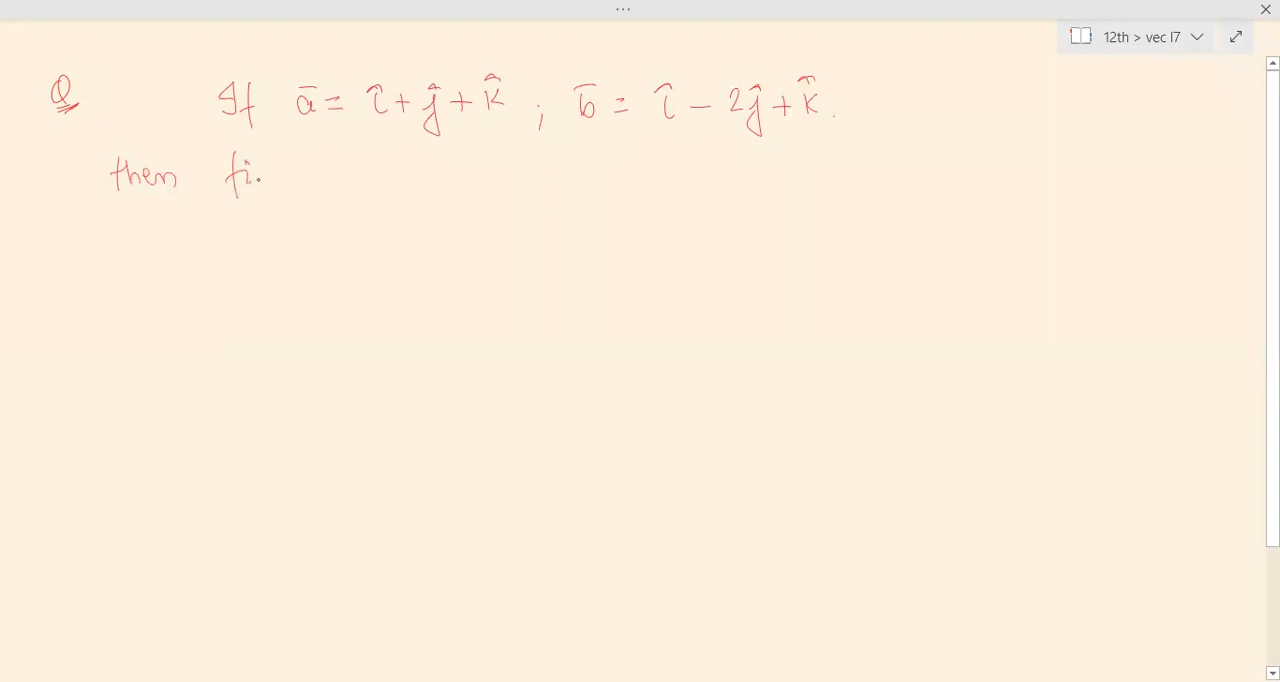 12th > vec l7
Q If a̅ = î + ĵ + k̂ ; b̅ = î - 2ĵ + k̂ .
then fi.